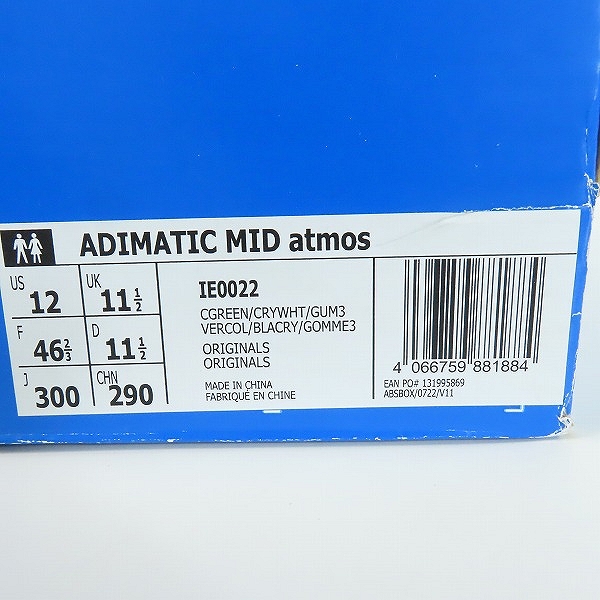 ADIMATIC MID atmos
US 12 UK 11 1/2
F 46 2/3 D 11 1/2
J 300 CHN 290
IE0022
CGREEN/CRYWHT/GUM3
VERCOL/BLACRY/GOMME3
ORIGINALS
ORIGINALS
MADE IN CHINA
FABRIQUÉ EN CHINE
4 066759 881884
EAN PO# 131995869
ABSBOX/0722/V11